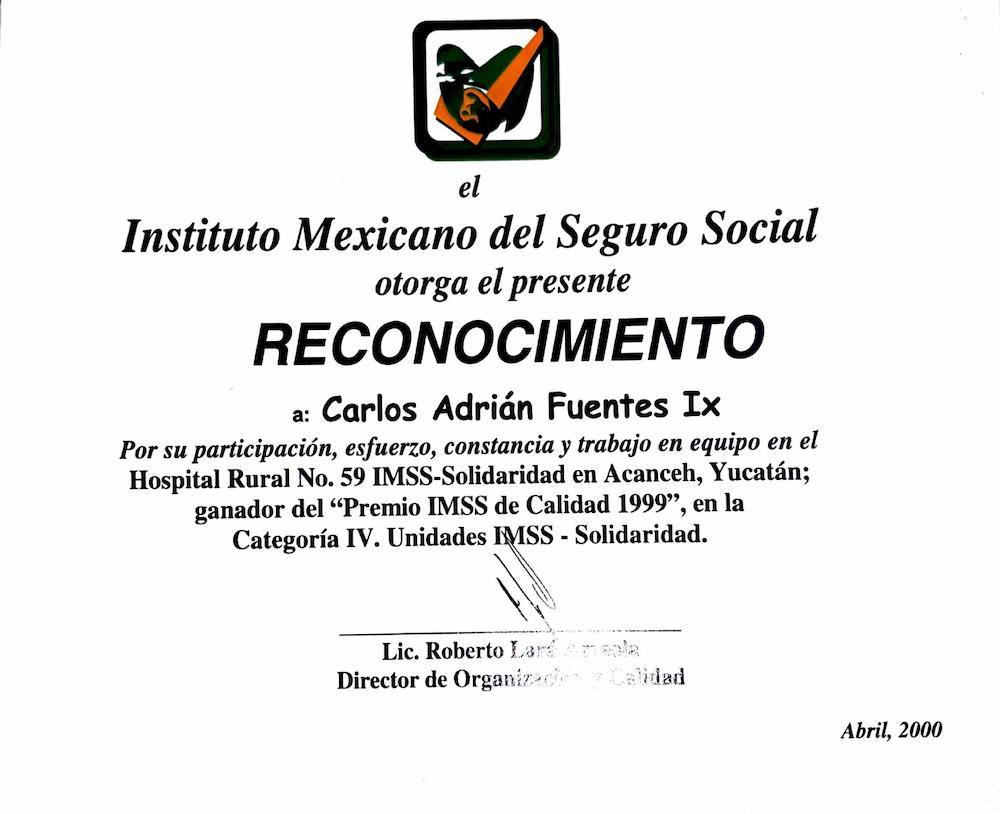 el
Instituto Mexicano del Seguro Social
otorga el presente
RECONOCIMIENTO
a: Carlos Adrián Fuentes Ix
Por su participación, esfuerzo, constancia y trabajo en equipo en el
Hospital Rural No. 59 IMSS-Solidaridad en Acanceh, Yucatán;
ganador del “Premio IMSS de Calidad 1999”, en la
Categoría IV. Unidades IMSS - Solidaridad.
Lic. Roberto
Director de Organización y Calidad
Abril, 2000